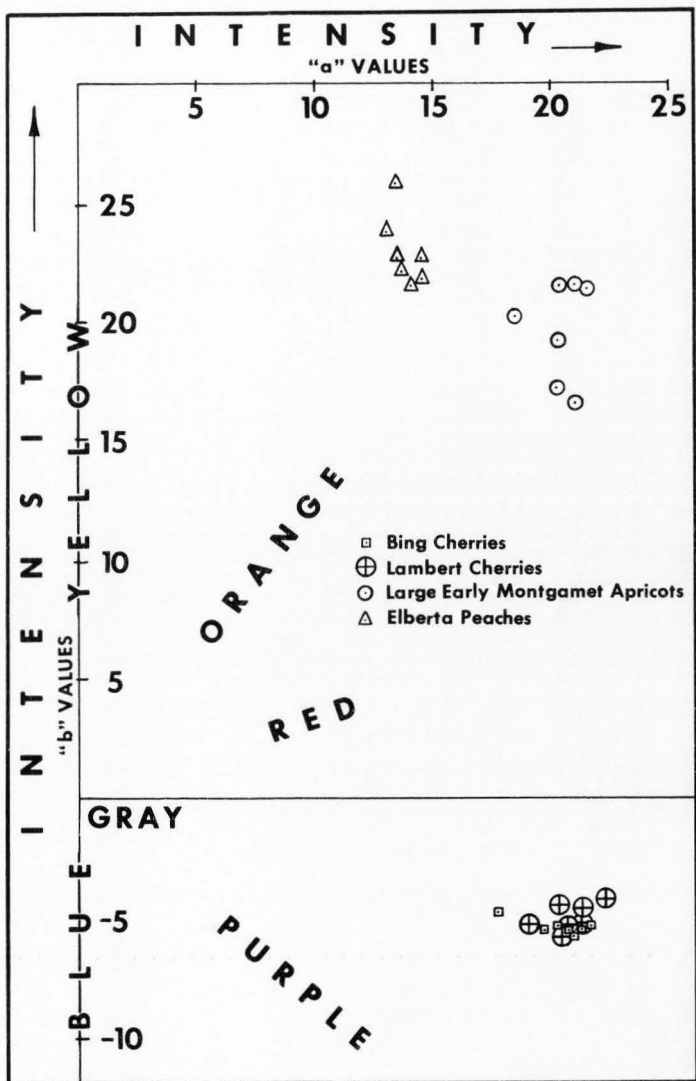 INTENSITY
"a" VALUES
5 10 15 20 25
INTENSITY
YELLOW
"b" VALUES
BLUE
25
20
15
10
5
-5
-10
ORANGE
RED
Bing Cherries
Lambert Cherries
Large Early Montgamet Apricots
Elberta Peaches
GRAY
PURPLE